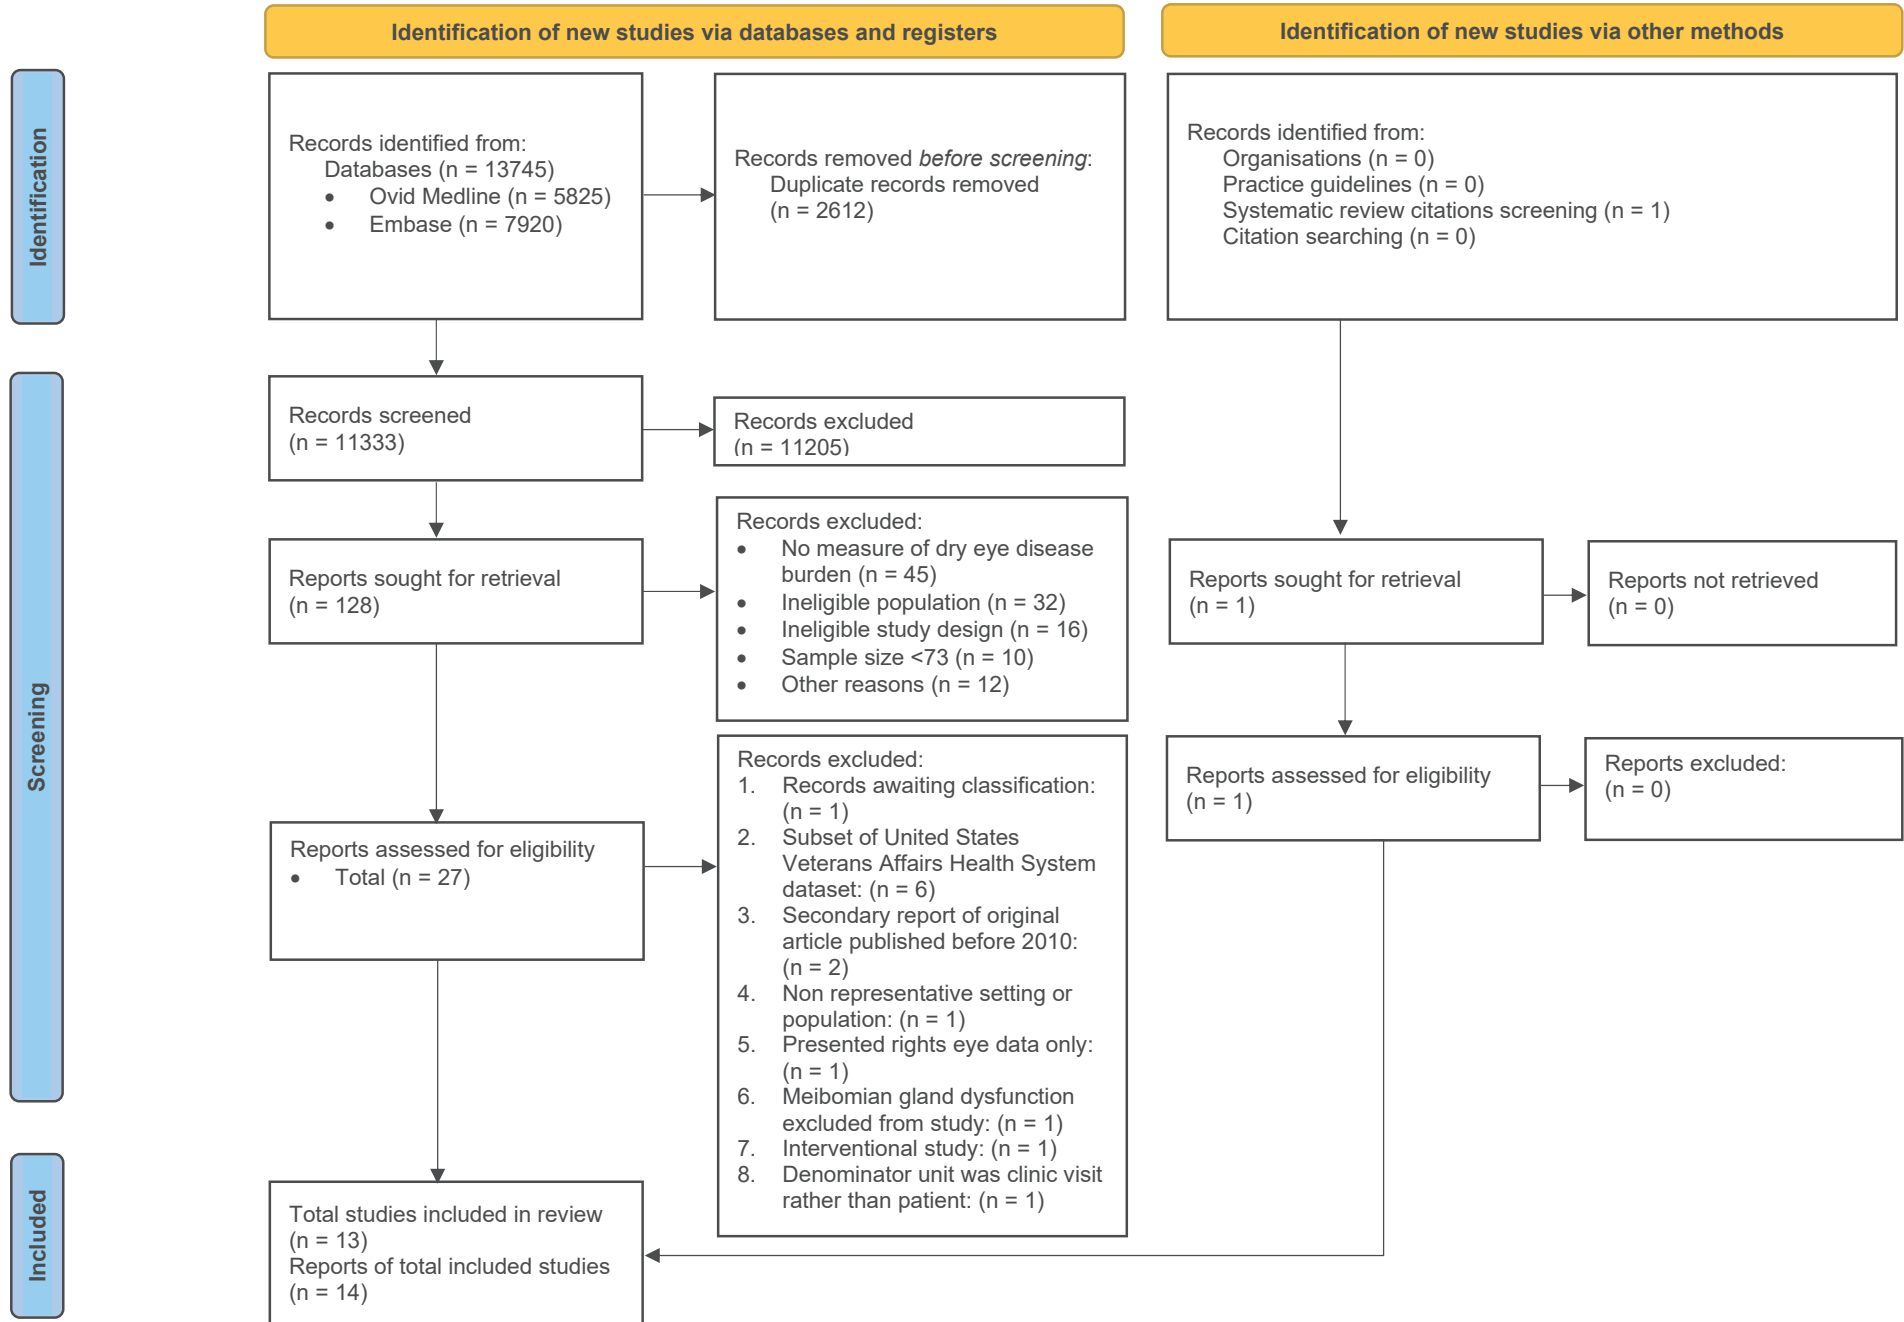 Identification of new studies via databases and registers
Identification of new studies via other methods
Identification
Records identified from:
Databases (n = 13745)
• Ovid Medline (n = 5825)
• Embase (n = 7920)
Records removed before screening:
Duplicate records removed
(n = 2612)
Records identified from:
Organisations (n = 0)
Practice guidelines (n = 0)
Systematic review citations screening (n = 1)
Citation searching (n = 0)
Screening
Records screened
(n = 11333)
Records excluded
(n = 11205)
Reports sought for retrieval
(n = 128)
Records excluded:
• No measure of dry eye disease
burden (n = 45)
• Ineligible population (n = 32)
• Ineligible study design (n = 16)
• Sample size <73 (n = 10)
• Other reasons (n = 12)
Reports sought for retrieval
(n = 1)
Reports not retrieved
(n = 0)
Reports assessed for eligibility
• Total (n = 27)
Records excluded:
1. Records awaiting classification:
(n = 1)
2. Subset of United States
Veterans Affairs Health System
dataset: (n = 6)
3. Secondary report of original
article published before 2010:
(n = 2)
4. Non representative setting or
population: (n = 1)
5. Presented rights eye data only:
(n = 1)
6. Meibomian gland dysfunction
excluded from study: (n = 1)
7. Interventional study: (n = 1)
8. Denominator unit was clinic visit
rather than patient: (n = 1)
Reports assessed for eligibility
(n = 1)
Reports excluded:
(n = 0)
Included
Total studies included in review
(n = 13)
Reports of total included studies
(n = 14)